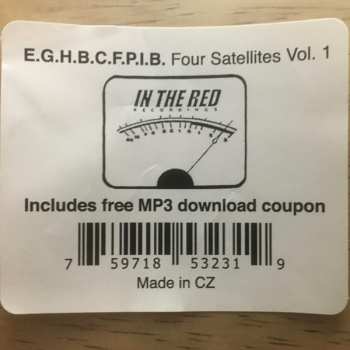 E.G.H.B.C.F.P.I.B. Four Satellites Vol. 1
IN THE RED
RECORDINGS
Includes free MP3 download coupon
7 59718 53231 9
Made in CZ